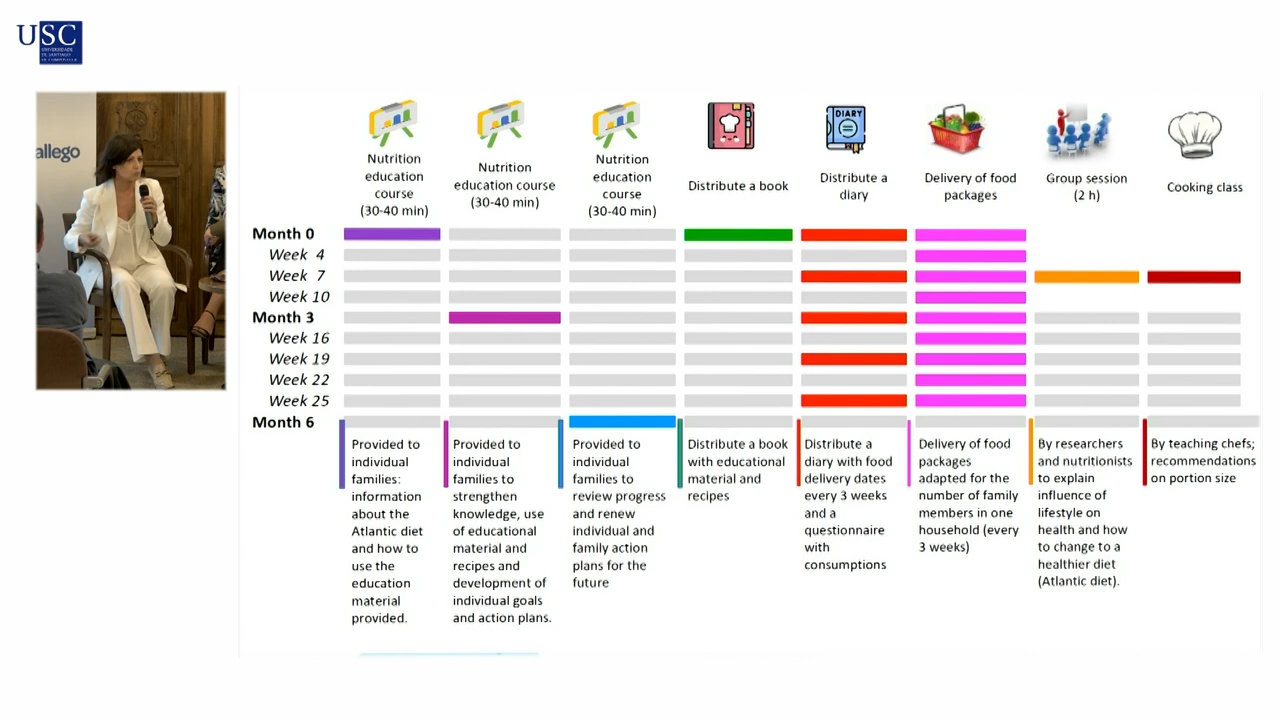 USC
UNIVERSIDADE
DE SANTIAGO
DE COMPOSTELA
allego
Nutrition
education
course
(30-40 min)
Nutrition
education course
(30-40 min)
Nutrition
education
course
(30-40 min)
Distribute a book
DIARY
Distribute a
diary
Delivery of food
packages
Group session
(2 h)
Cooking class
Month 0
Week 4
Week 7
Week 10
Month 3
Week 16
Week 19
Week 22
Week 25
Month 6
Provided to
individual
families:
information
about the
Atlantic diet
and how to
use the
education
material
provided.
Provided to
individual
families to
strengthen
knowledge, use
of educational
material and
recipes and
development of
individual goals
and action plans.
Provided to
individual
families to
review progress
and renew
individual and
family action
plans for the
future
Distribute a book
with educational
material and
recipes
Distribute a
diary with food
delivery dates
every 3 weeks
and a
questionnaire
with
consumptions
Delivery of food
packages
adapted for the
number of family
members in one
household (every
3 weeks)
By researchers
and nutritionists
to explain
influence of
lifestyle on
health and how
to change to a
healthier diet
(Atlantic diet).
By teaching chefs;
recommendations
on portion size